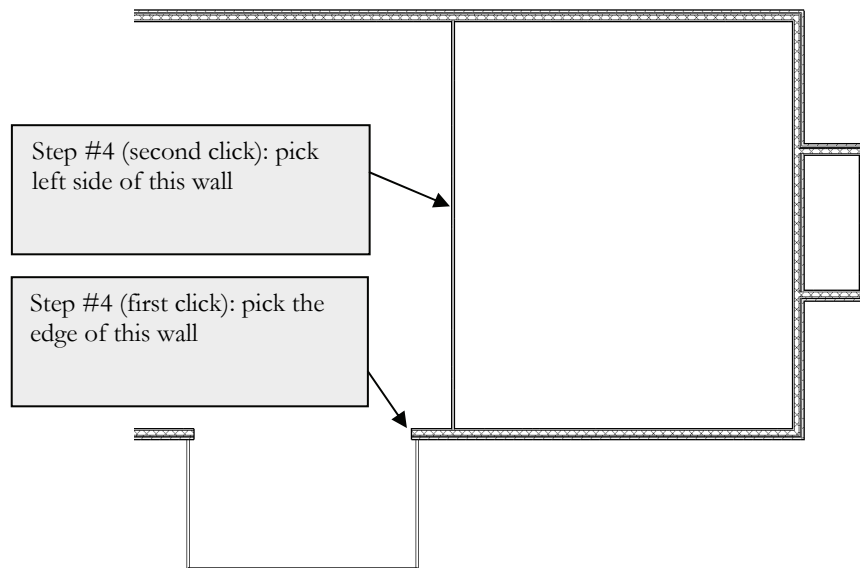 Step #4 (second click): pick
left side of this wall
Step #4 (first click): pick the
edge of this wall